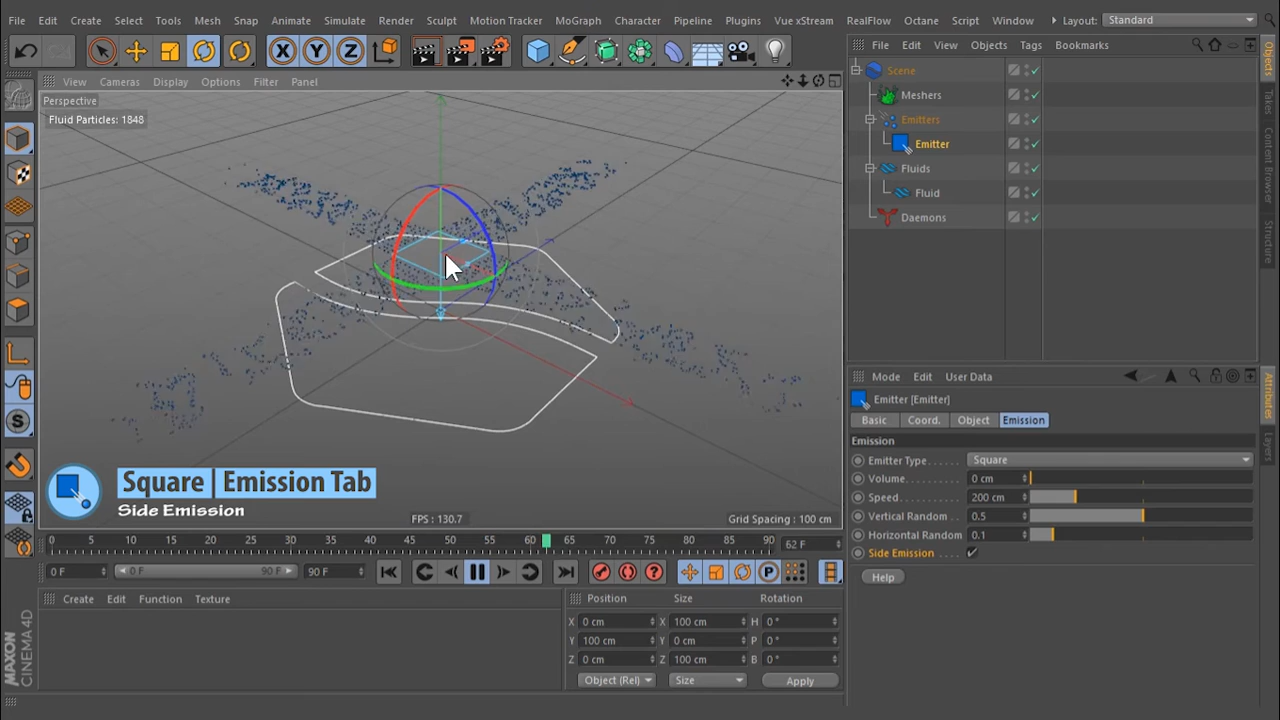 File Edit Create Select Tools Mesh Snap Animate Simulate Render Sculpt Motion Tracker MoGraph Character Pipeline Plugins Vue xStream RealFlow Octane Script Window Layout: Standard
X Y Z
View Cameras Display Options Filter Panel
Perspective
Fluid Particles: 1848
Square | Emission Tab
Side Emission
FPS : 130.7
Grid Spacing : 100 cm
0 5 10 15 20 25 30 35 40 45 50 55 60 65 70 75 80 85 90 62 F
0 F 0 F 90 F 90 F
Create Edit Function Texture
Position Size Rotation
X 0 cm X 100 cm H 0 °
Y 100 cm Y 0 cm P 0 °
Z 0 cm Z 100 cm B 0 °
Object (Rel) Size Apply
MAXON
CINEMA 4D
File Edit View Objects Tags Bookmarks
Scene
Meshers
Emitters
Emitter
Fluids
Fluid
Daemons
Objects
Takes
Content Browser
Structure
Mode Edit User Data
Emitter [Emitter]
Basic Coord. Object Emission
Emission
Emitter Type . . . . . . Square
Volume . . . . . . . . . 0 cm
Speed . . . . . . . . . . 200 cm
Vertical Random . . 0.5
Horizontal Random 0.1
Side Emission . . . .
Help
Attributes
Layers